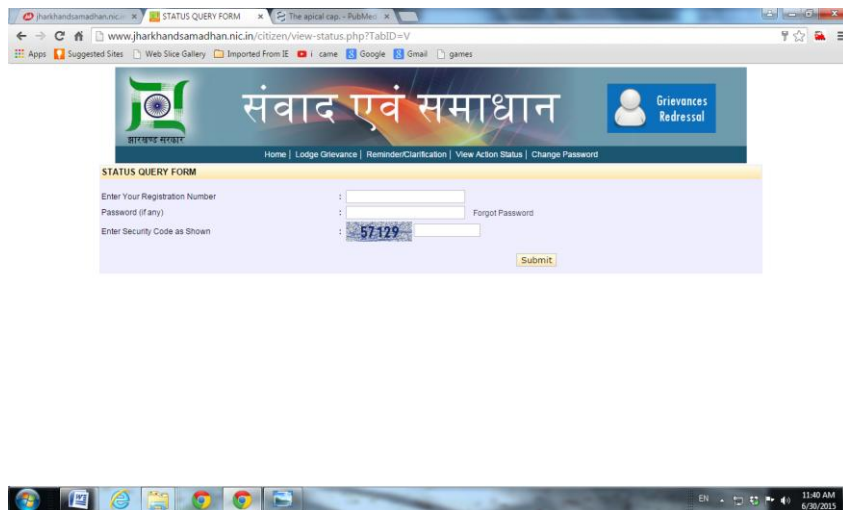 jharkhandsamadhan.nic.i
STATUS QUERY FORM
The apical cap. - PubMed
www.jharkhandsamadhan.nic.in/citizen/view-status.php?TabID=V
Apps Suggested Sites Web Slice Gallery Imported From IE i came Google Gmail games
झारखण्ड सरकार
संवाद एवं समाधान
Grievances
Redressal
Home | Lodge Grievance | Reminder/Clarification | View Action Status | Change Password
STATUS QUERY FORM
Enter Your Registration Number :
Password (if any) : Forgot Password
Enter Security Code as Shown : 57129
Submit
EN
11:40 AM
6/30/2015